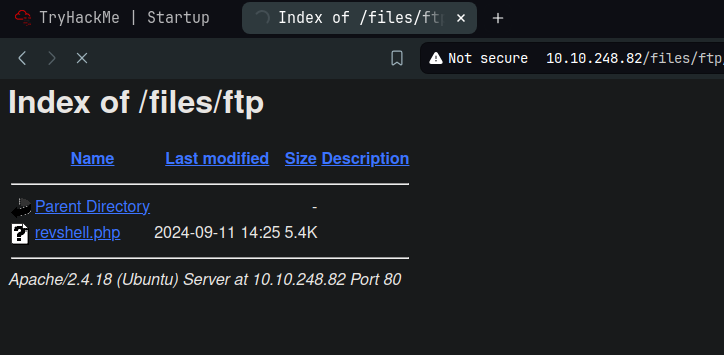 TryHackMe | Startup
Index of /files/ft
Not secure 10.10.248.82/files/ftp
Index of /files/ftp
Name Last modified Size Description
Parent Directory -
revshell.php 2024-09-11 14:25 5.4K
Apache/2.4.18 (Ubuntu) Server at 10.10.248.82 Port 80